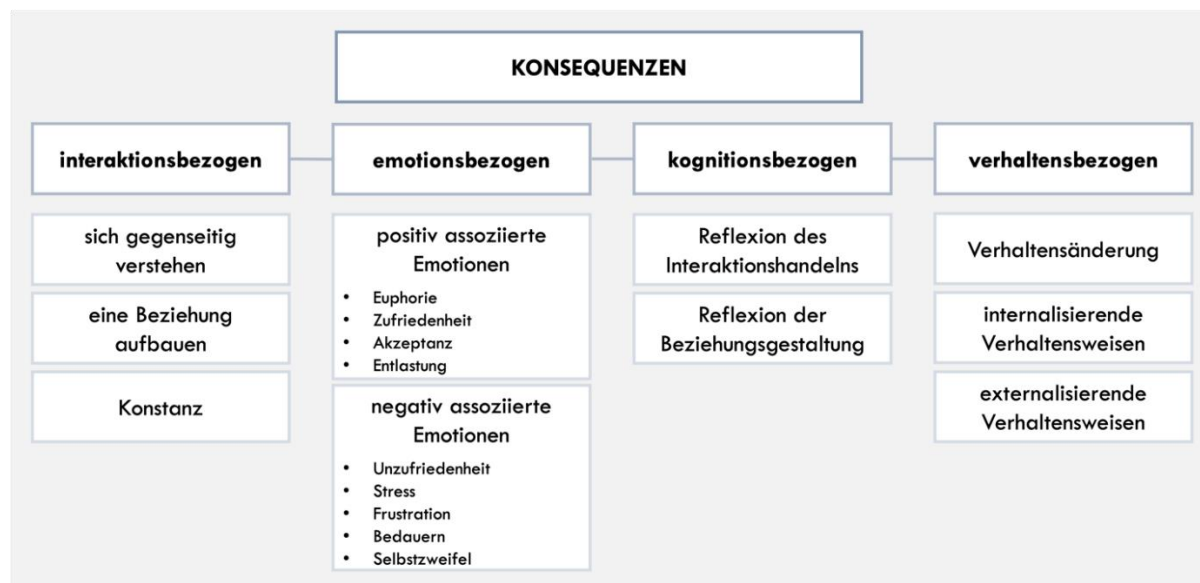 KONSEQUENZEN
interaktionsbezogen
sich gegenseitig
verstehen
eine Beziehung
aufbauen
Konstanz
emotionsbezogen
positiv assoziierte
Emotionen
• Euphorie
• Zufriedenheit
• Akzeptanz
• Entlastung
negativ assoziierte
Emotionen
• Unzufriedenheit
• Stress
• Frustration
• Bedauern
• Selbstzweifel
kognitionsbezogen
Reflexion des
Interaktionshandelns
Reflexion der
Beziehungsgestaltung
verhaltensbezogen
Verhaltensänderung
internalisierende
Verhaltensweisen
externalisierende
Verhaltensweisen